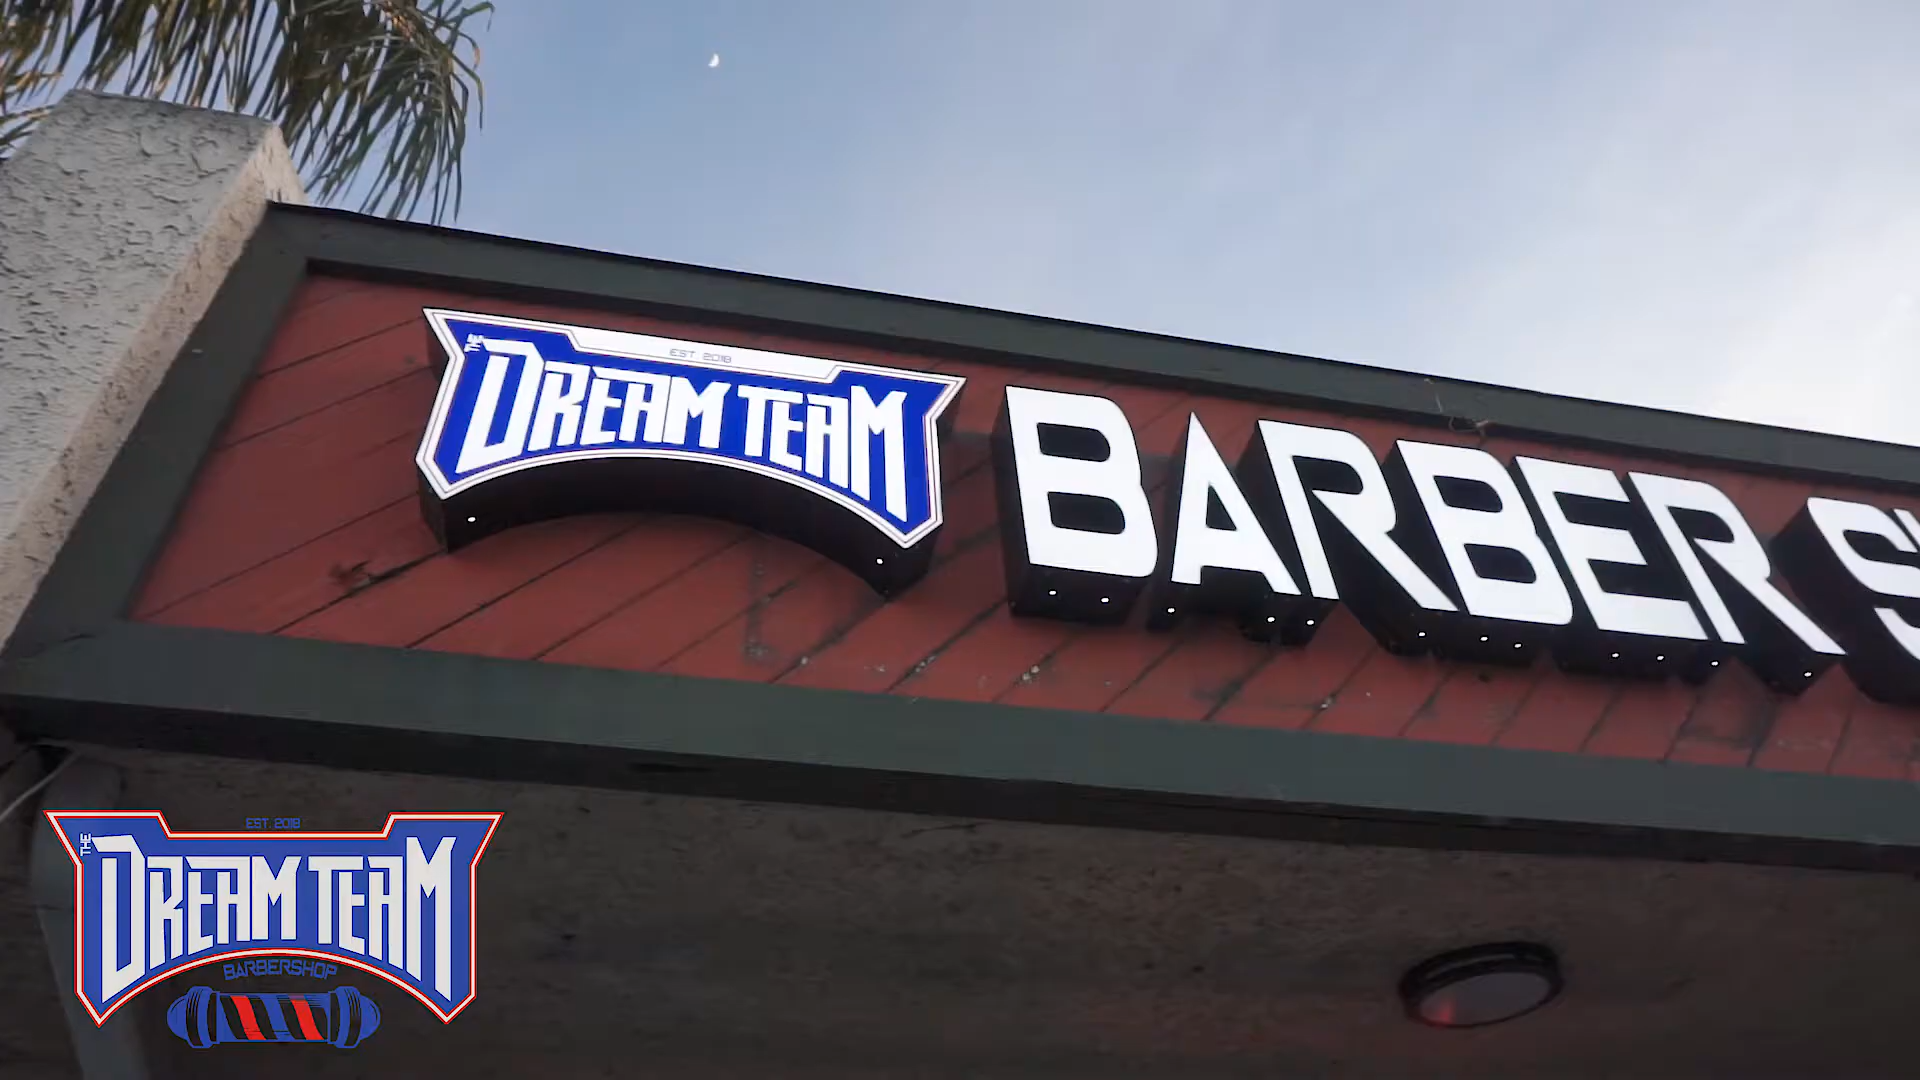 EST. 2018
THE
DREAM TEAM
BARBER S
EST. 2018
THE
DREAM TEAM
BARBERSHOP